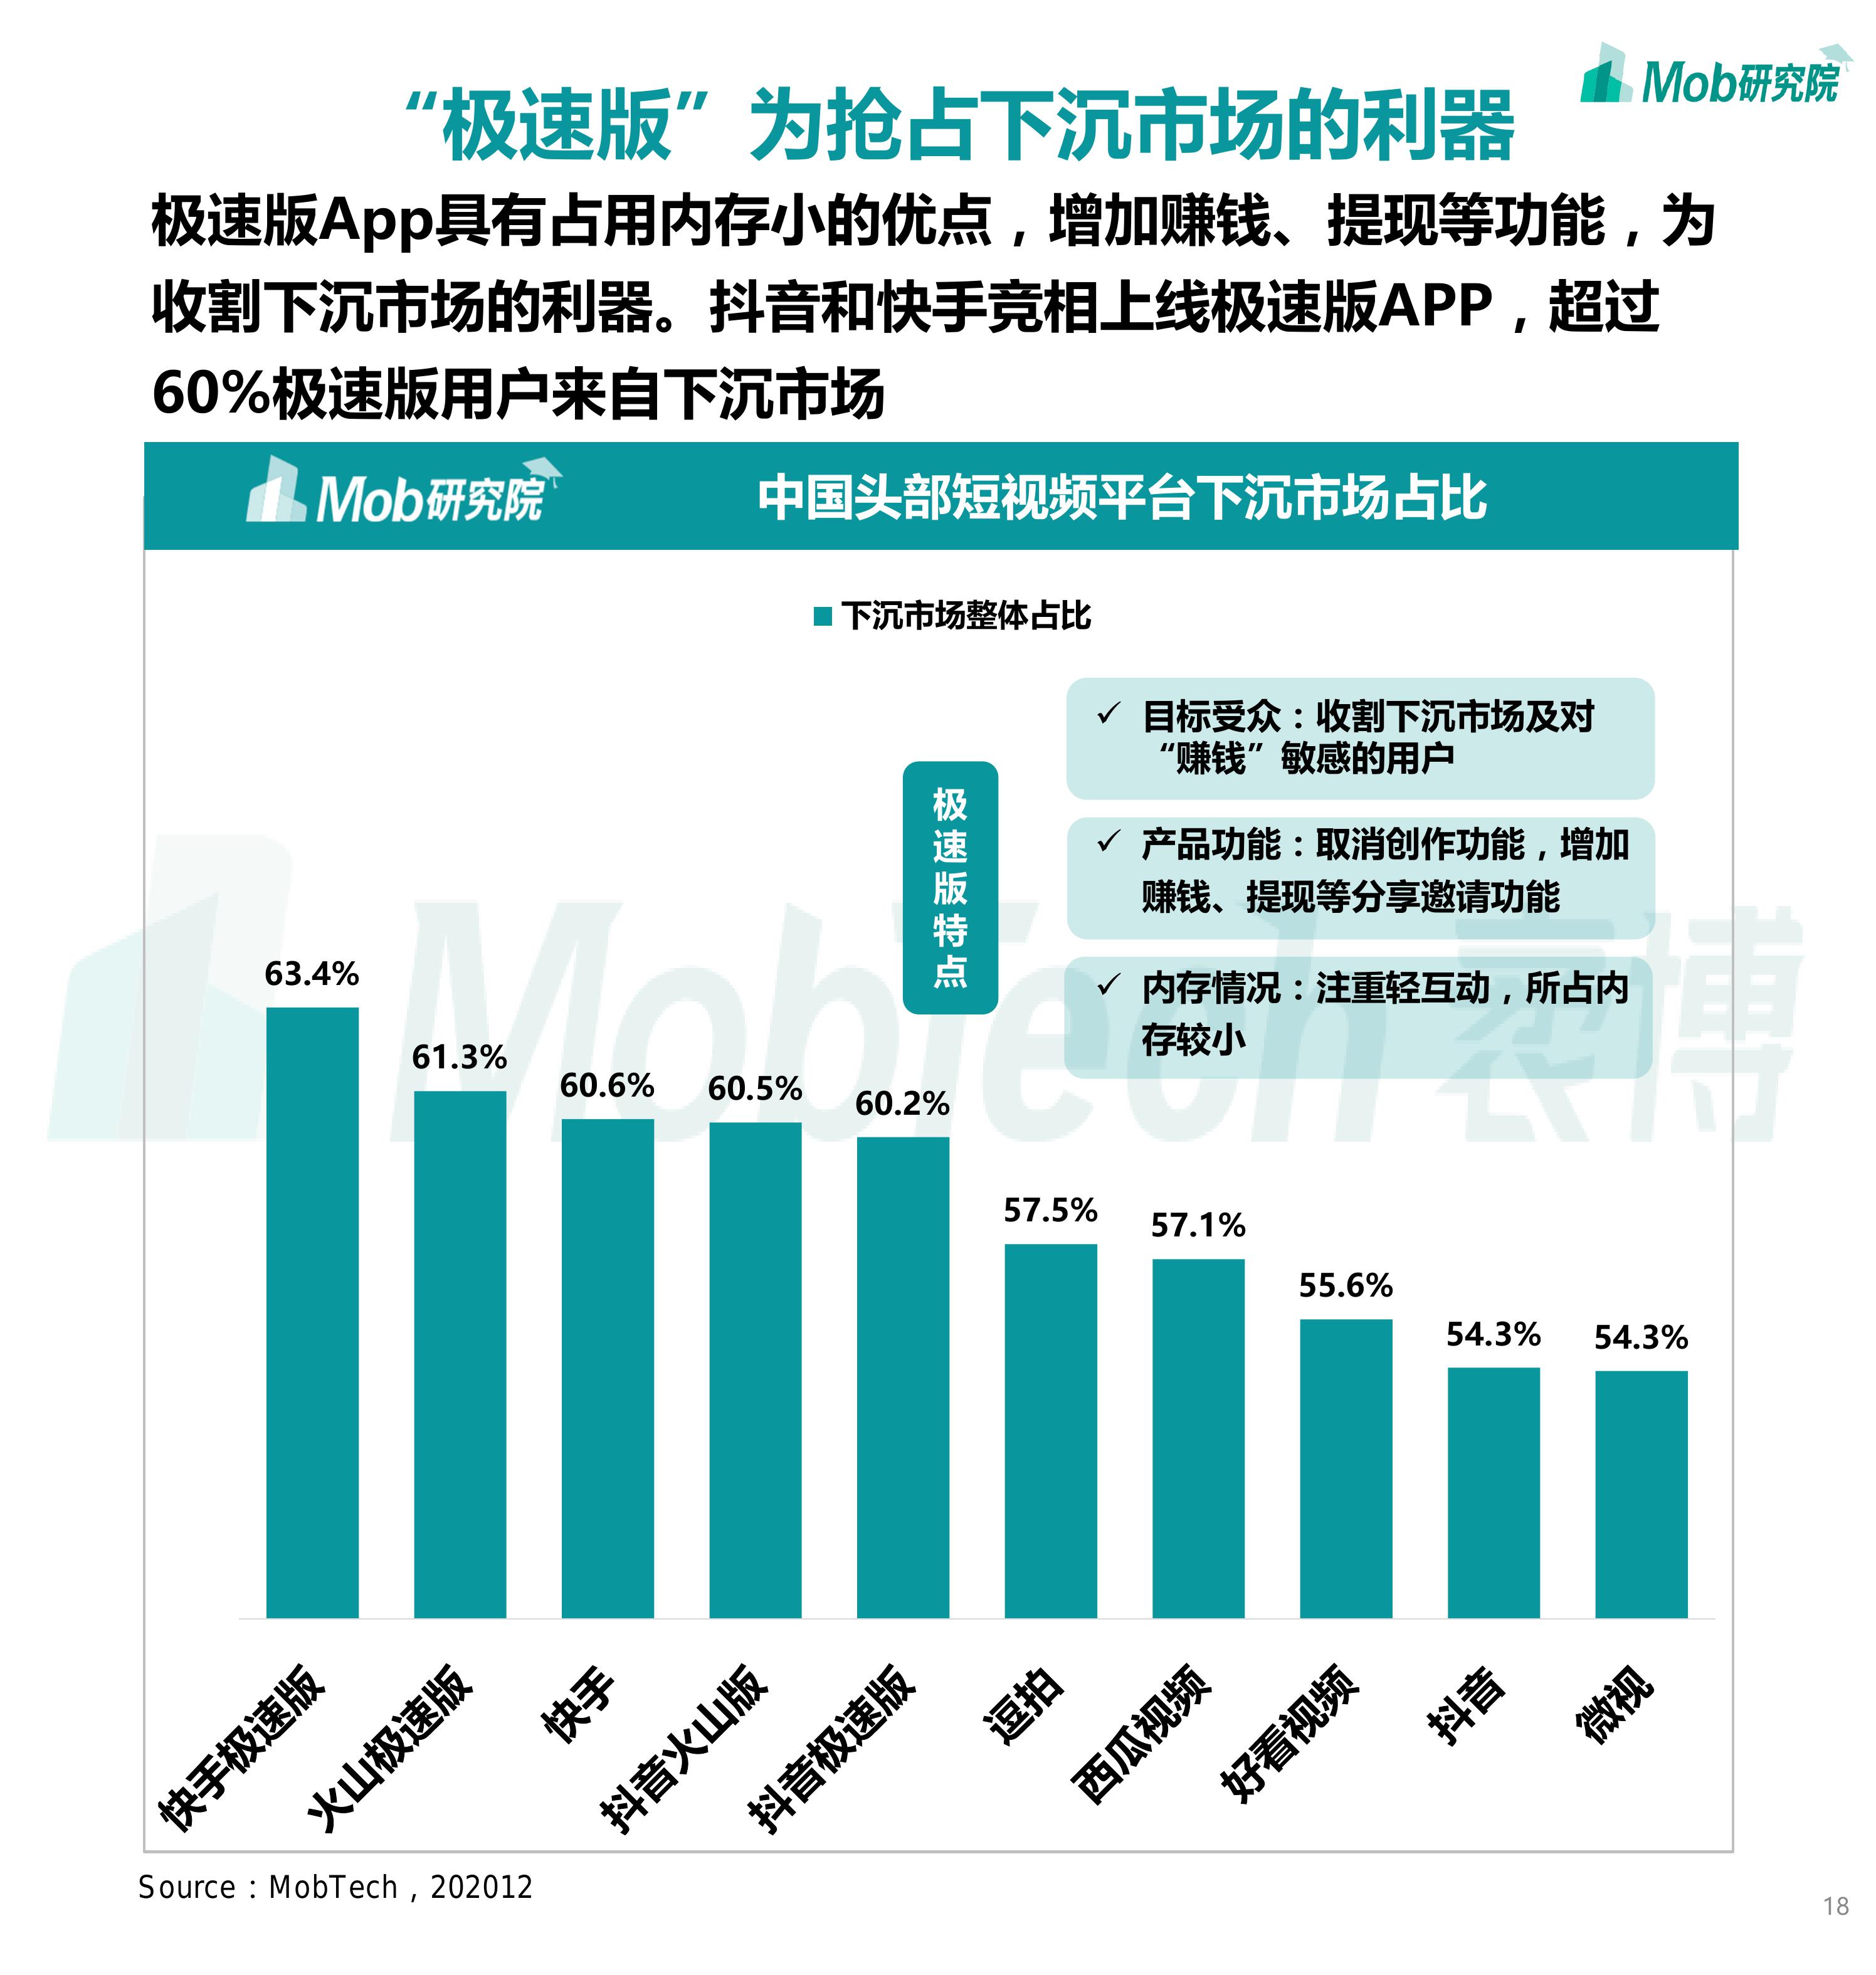 Mob研究院
“极速版”为抢占下沉市场的利器
极速版App具有占用内存小的优点，增加赚钱、提现等功能，为
收割下沉市场的利器。抖音和快手竞相上线极速版APP，超过
60%极速版用户来自下沉市场
Mob研究院
中国头部短视频平台下沉市场占比
下沉市场整体占比
极速版特点
✓ 目标受众：收割下沉市场及对
“赚钱”敏感的用户
✓ 产品功能：取消创作功能，增加
赚钱、提现等分享邀请功能
✓ 内存情况：注重轻互动，所占内
存较小
MobTech 袤博
63.4%
61.3%
60.6%
60.5%
60.2%
57.5%
57.1%
55.6%
54.3%
54.3%
快手极速版
火山极速版
快手
抖音火山版
抖音极速版
逗拍
西瓜视频
好看视频
抖音
微视
Source：MobTech，202012
18